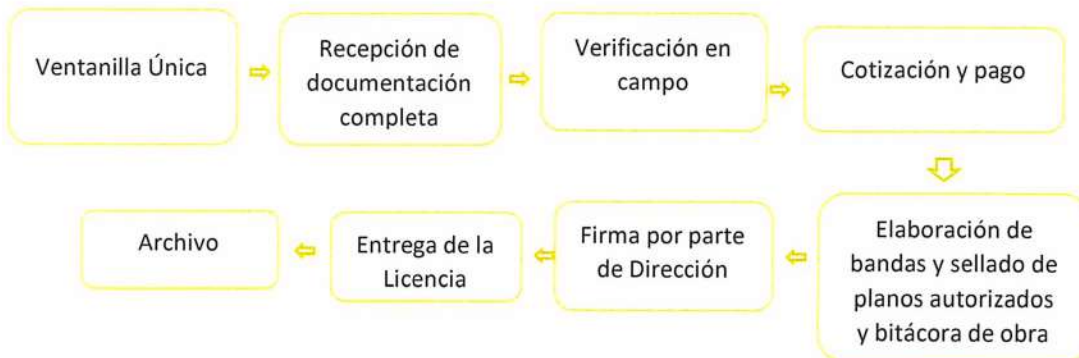 Ventanilla Única
Recepción de
documentación
completa
Verificación en
campo
Cotización y pago
Elaboración de
bandas y sellado de
planos autorizados
y bitácora de obra
Firma por parte
de Dirección
Entrega de la
Licencia
Archivo